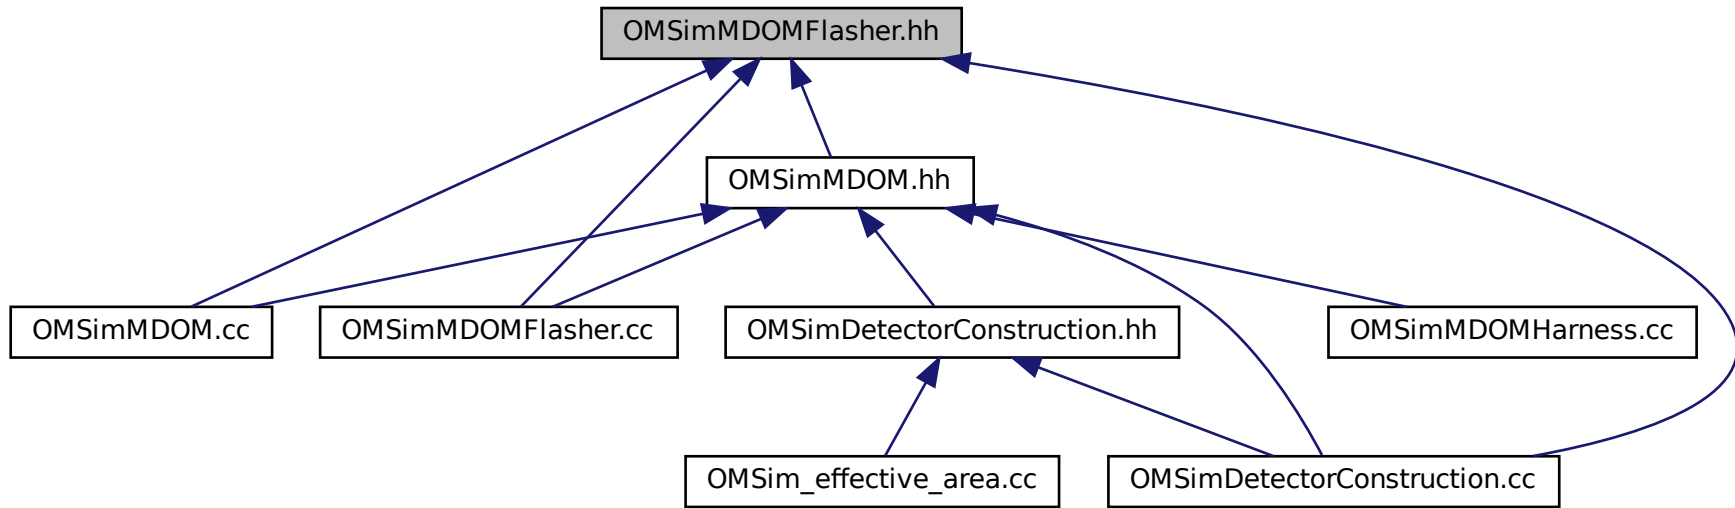 OMSimMDOMFlasher.hh
OMSimMDOM.hh
OMSimMDOM.cc
OMSimMDOMFlasher.cc
OMSimDetectorConstruction.hh
OMSimMDOMHarness.cc
OMSim_effective_area.cc
OMSimDetectorConstruction.cc